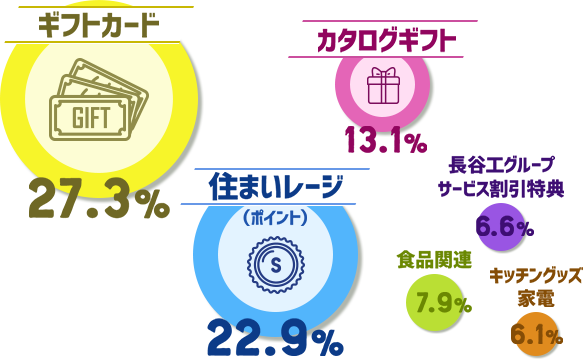 ギフトカード
GIFT
27.3%
カタログギフト
13.1%
住まいレージ
(ポイント)
S
22.9%
長谷工グループ
サービス割引特典
6.6%
食品関連
7.9%
キッチングッズ
家電
6.1%